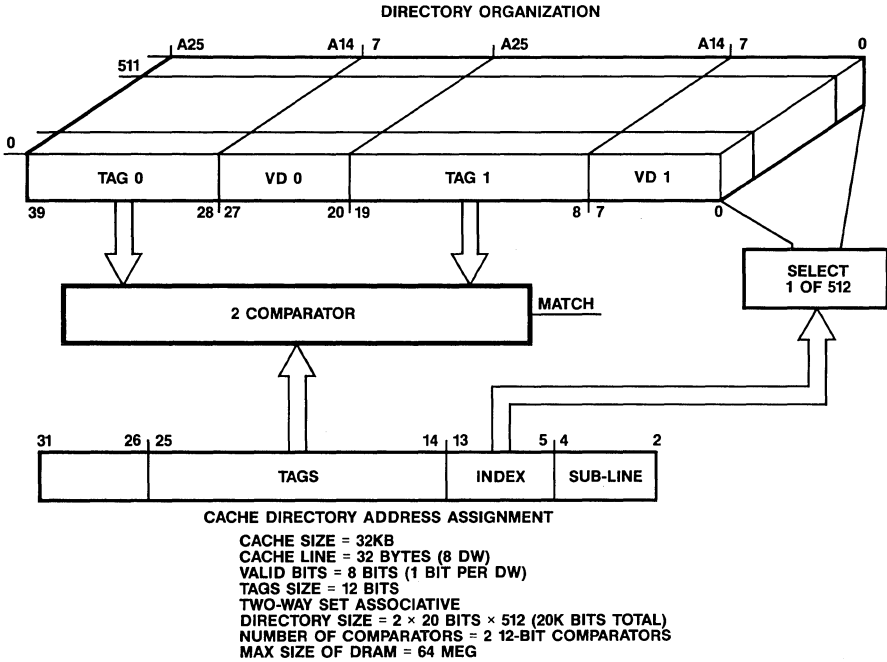 DIRECTORY ORGANIZATION
A25 A14 7 A25 A14 7 0
511
0
TAG 0 VD 0 TAG 1 VD 1
39 28 27 20 19 8 7 0
SELECT
1 OF 512
2 COMPARATOR
MATCH
31 26 25 14 13 5 4 2
TAGS INDEX SUB-LINE
CACHE DIRECTORY ADDRESS ASSIGNMENT
CACHE SIZE = 32KB
CACHE LINE = 32 BYTES (8 DW)
VALID BITS = 8 BITS (1 BIT PER DW)
TAGS SIZE = 12 BITS
TWO-WAY SET ASSOCIATIVE
DIRECTORY SIZE = 2 × 20 BITS × 512 (20K BITS TOTAL)
NUMBER OF COMPARATORS = 2 12-BIT COMPARATORS
MAX SIZE OF DRAM = 64 MEG